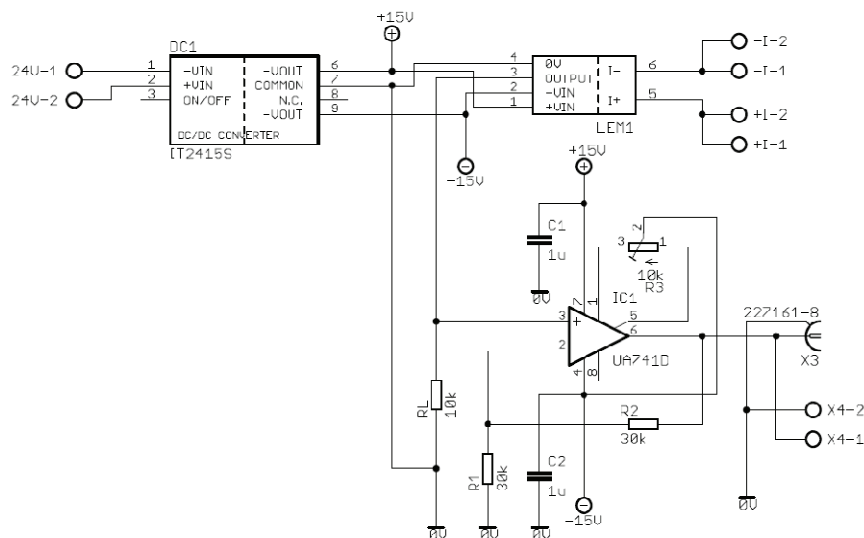 +15V
DC1
24V-1
24V-2
1
2
3
-VIN
+VIN
ON/OFF
-VOUT
COMMON
N.C.
-VOUT
6
7
8
9
DC/DC CONVERTER
IT2415S
-15V
4
3
2
1
0V
OUTPUT
-VIN
+VIN
I-
I+
6
5
LEM1
-I-2
-I-1
+I-2
+I-1
+15V
C1
1u
0V
2
3
1
10k
R3
IC1
7
1
3
+
2
5
6
4
8
UA741D
227161-8
X3
X4-2
X4-1
0V
RL
10k
R2
30k
R1
30k
C2
1u
0V
0V
0V
-15V